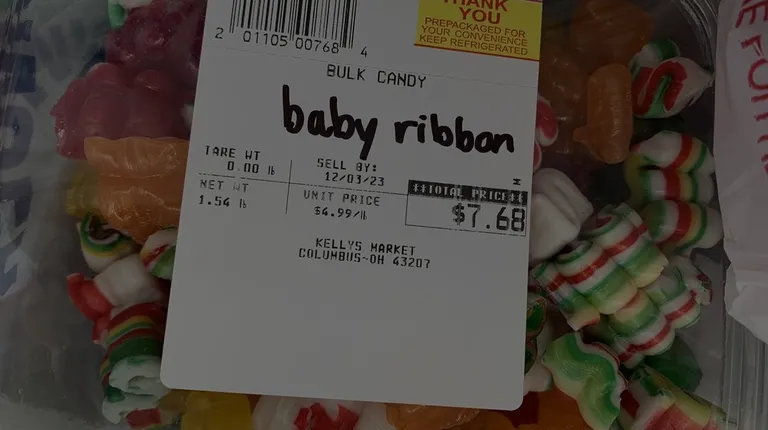 THANK
YOU
PREPACKAGED FOR
YOUR CONVENIENCE
KEEP REFRIGERATED
2 01105 00768 4
BULK CANDY
baby ribbon
TARE WT
0.00 lb
SELL BY:
12/03/23
NET WT
1.54 lb
UNIT PRICE
$4.99/lb
**TOTAL PRICE**
$7.68
KELLYS MARKET
COLUMBUS-OH 43207